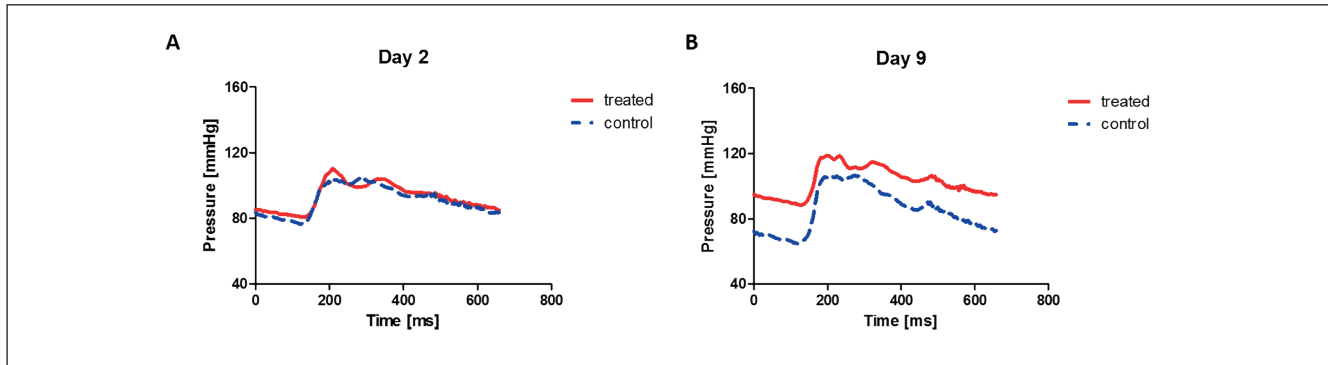 A
Day 2
160
120
80
40
Pressure [mmHg]
0 200 400 600 800
Time [ms]
treated
control
B
Day 9
160
120
80
40
Pressure [mmHg]
0 200 400 600 800
Time [ms]
treated
control